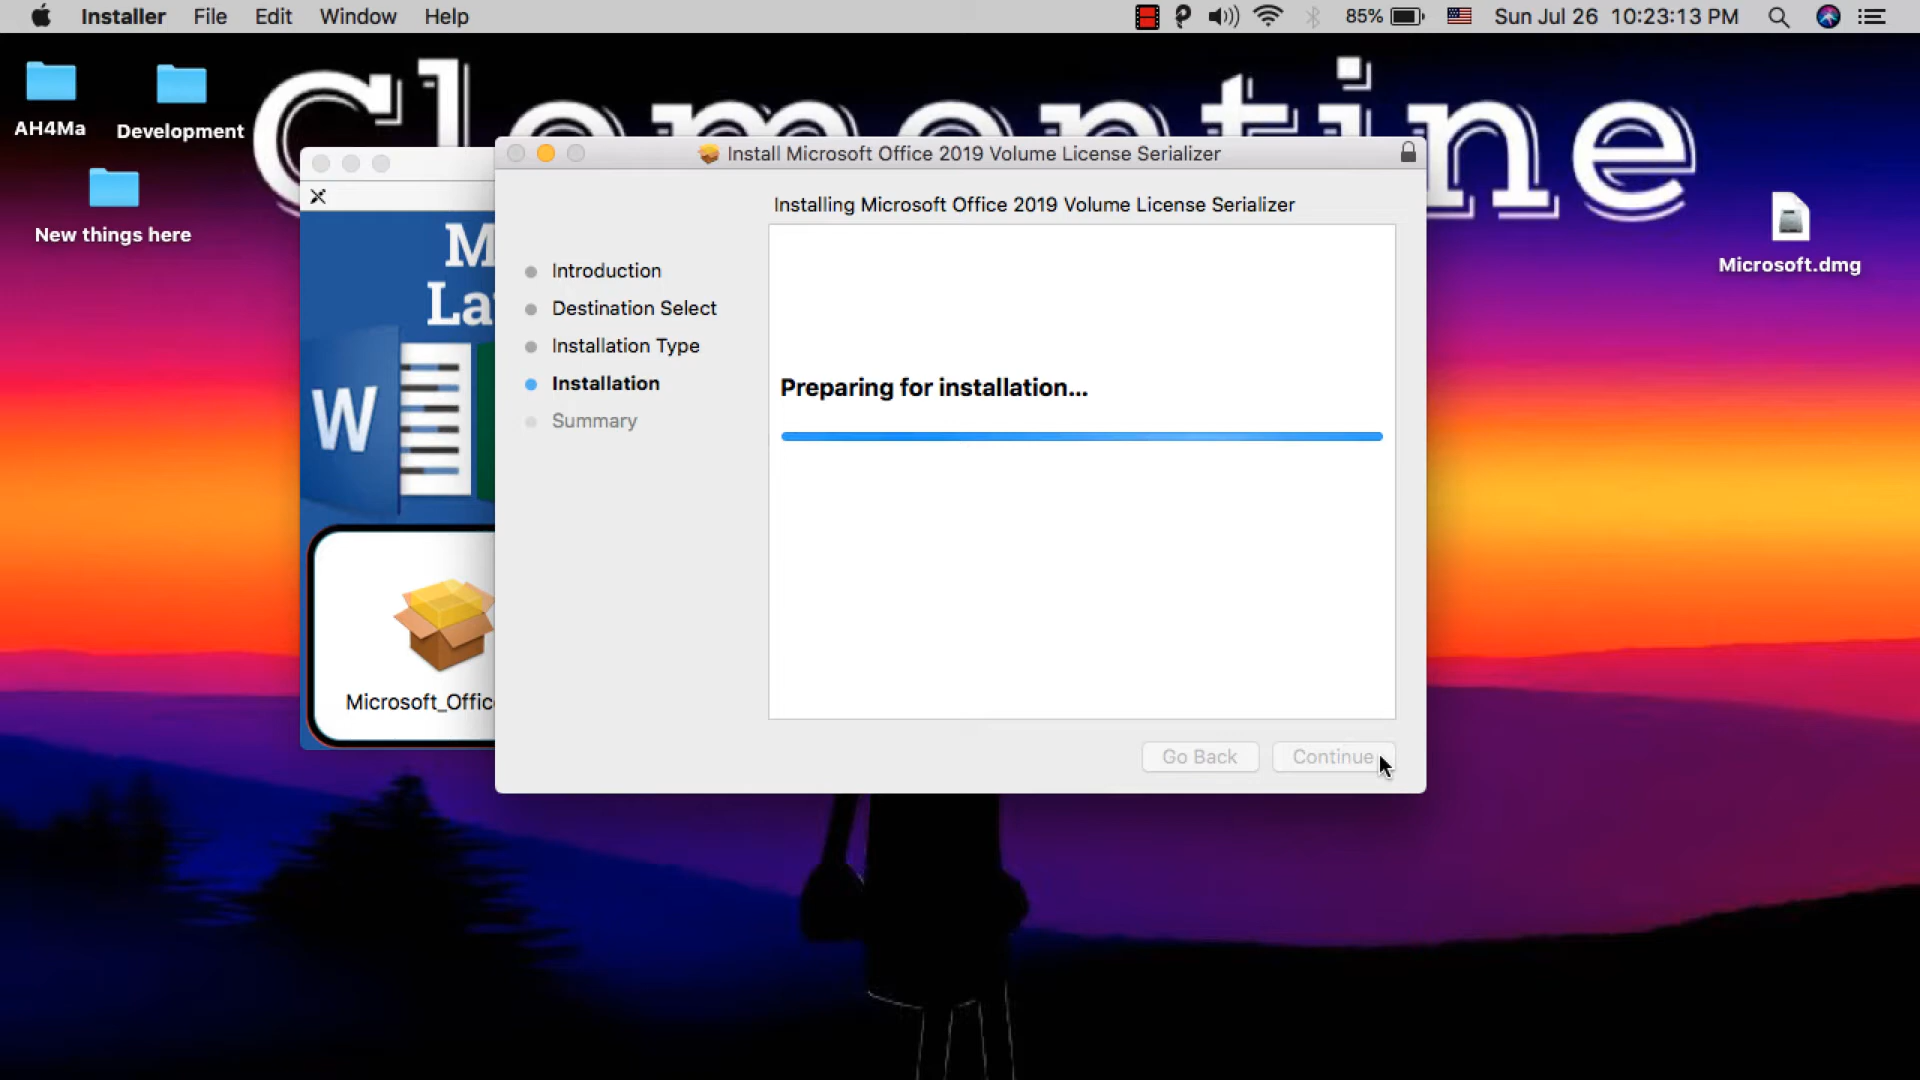 Installer File Edit Window Help 85% Sun Jul 26 10:23:13 PM
Clementine
AH4Ma
Development
New things here
Microsoft.dmg
M
La
W
Microsoft_Offic
Install Microsoft Office 2019 Volume License Serializer
Installing Microsoft Office 2019 Volume License Serializer
Introduction
Destination Select
Installation Type
Installation
Summary
Preparing for installation...
Go Back Continue